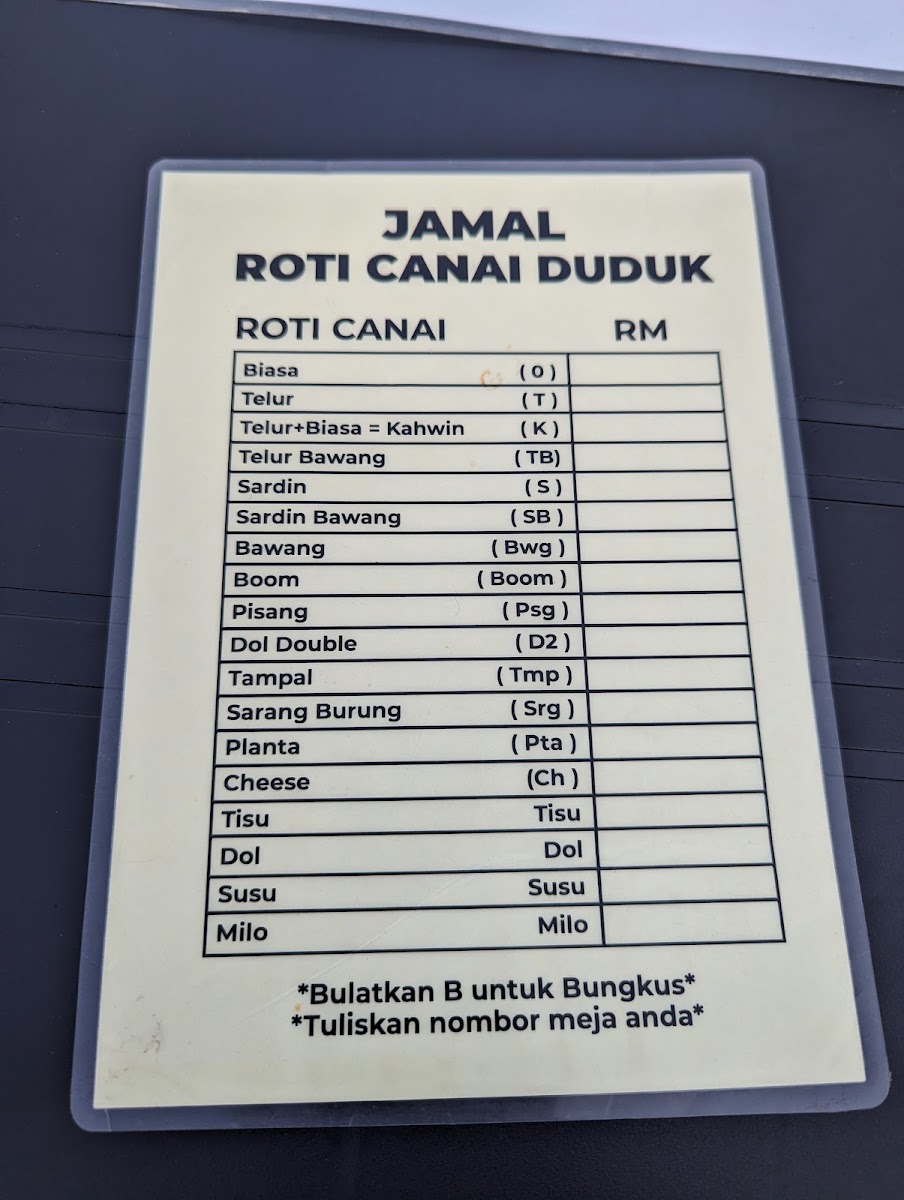 JAMAL
ROTI CANAI DUDUK
ROTI CANAI RM
Biasa ( 0 )
Telur ( T )
Telur+Biasa = Kahwin ( K )
Telur Bawang ( TB)
Sardin ( S )
Sardin Bawang ( SB )
Bawang ( Bwg )
Boom ( Boom )
Pisang ( Psg )
Dol Double ( D2 )
Tampal ( Tmp )
Sarang Burung ( Srg )
Planta ( Pta )
Cheese (Ch )
Tisu Tisu
Dol Dol
Susu Susu
Milo Milo
*Bulatkan B untuk Bungkus*
*Tuliskan nombor meja anda*